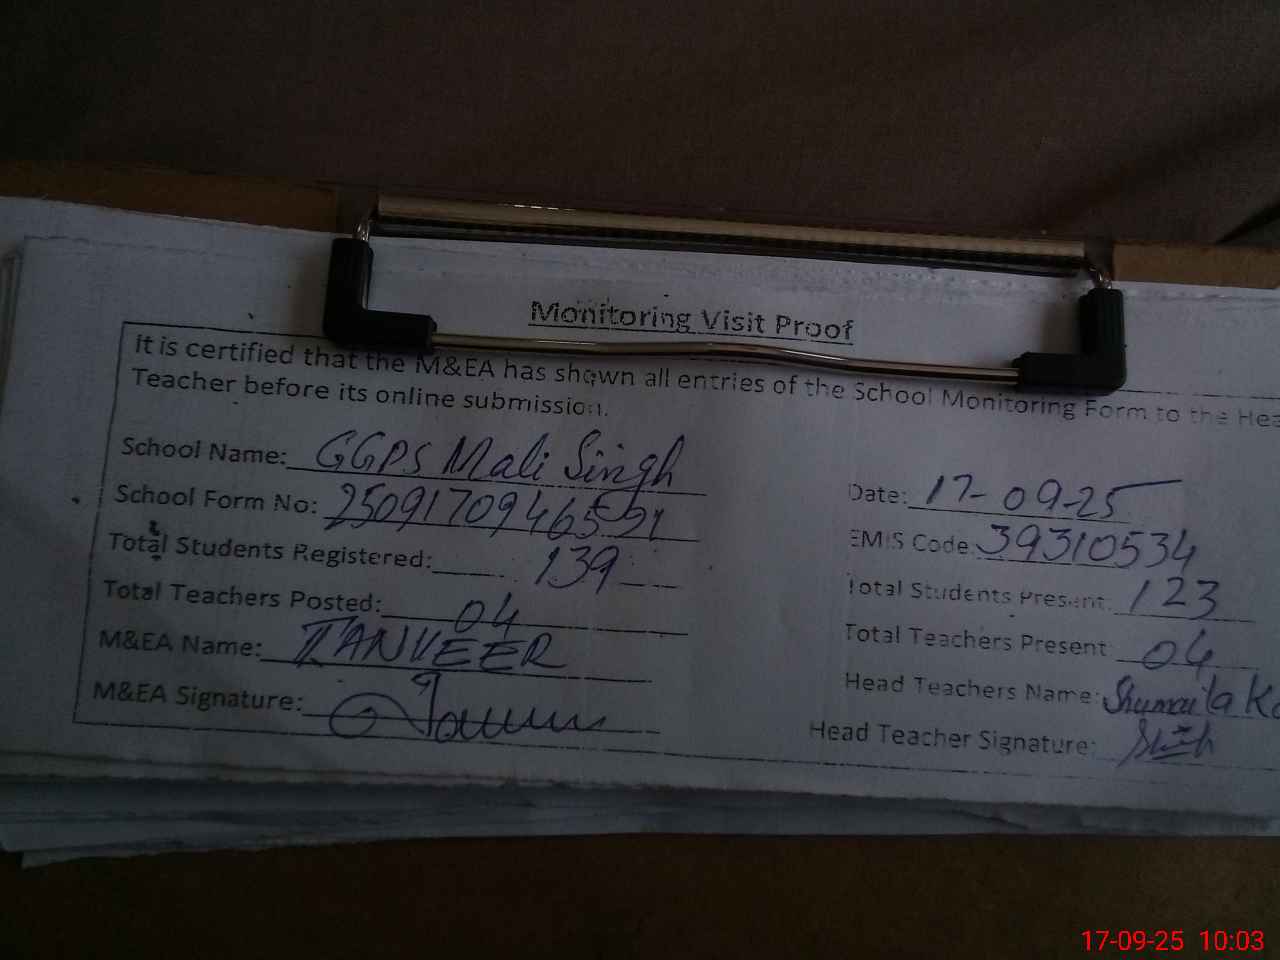 Monitoring Visit Proof
It is certified that the M&EA has shown all entries of the School Monitoring Form to the Hea
Teacher before its online submission.
School Name: GGPS Mali Singh
Date: 17-09-25
School Form No:
EMIS Code: 39310534
Total Students Registered: 139
Total Students Present: 123
Total Teachers Posted: 04
Total Teachers Present: 04
M&EA Name: TANVEER
Head Teachers Name: Shumaila
M&EA Signature:
Head Teacher Signature:
17-09-25 10:03